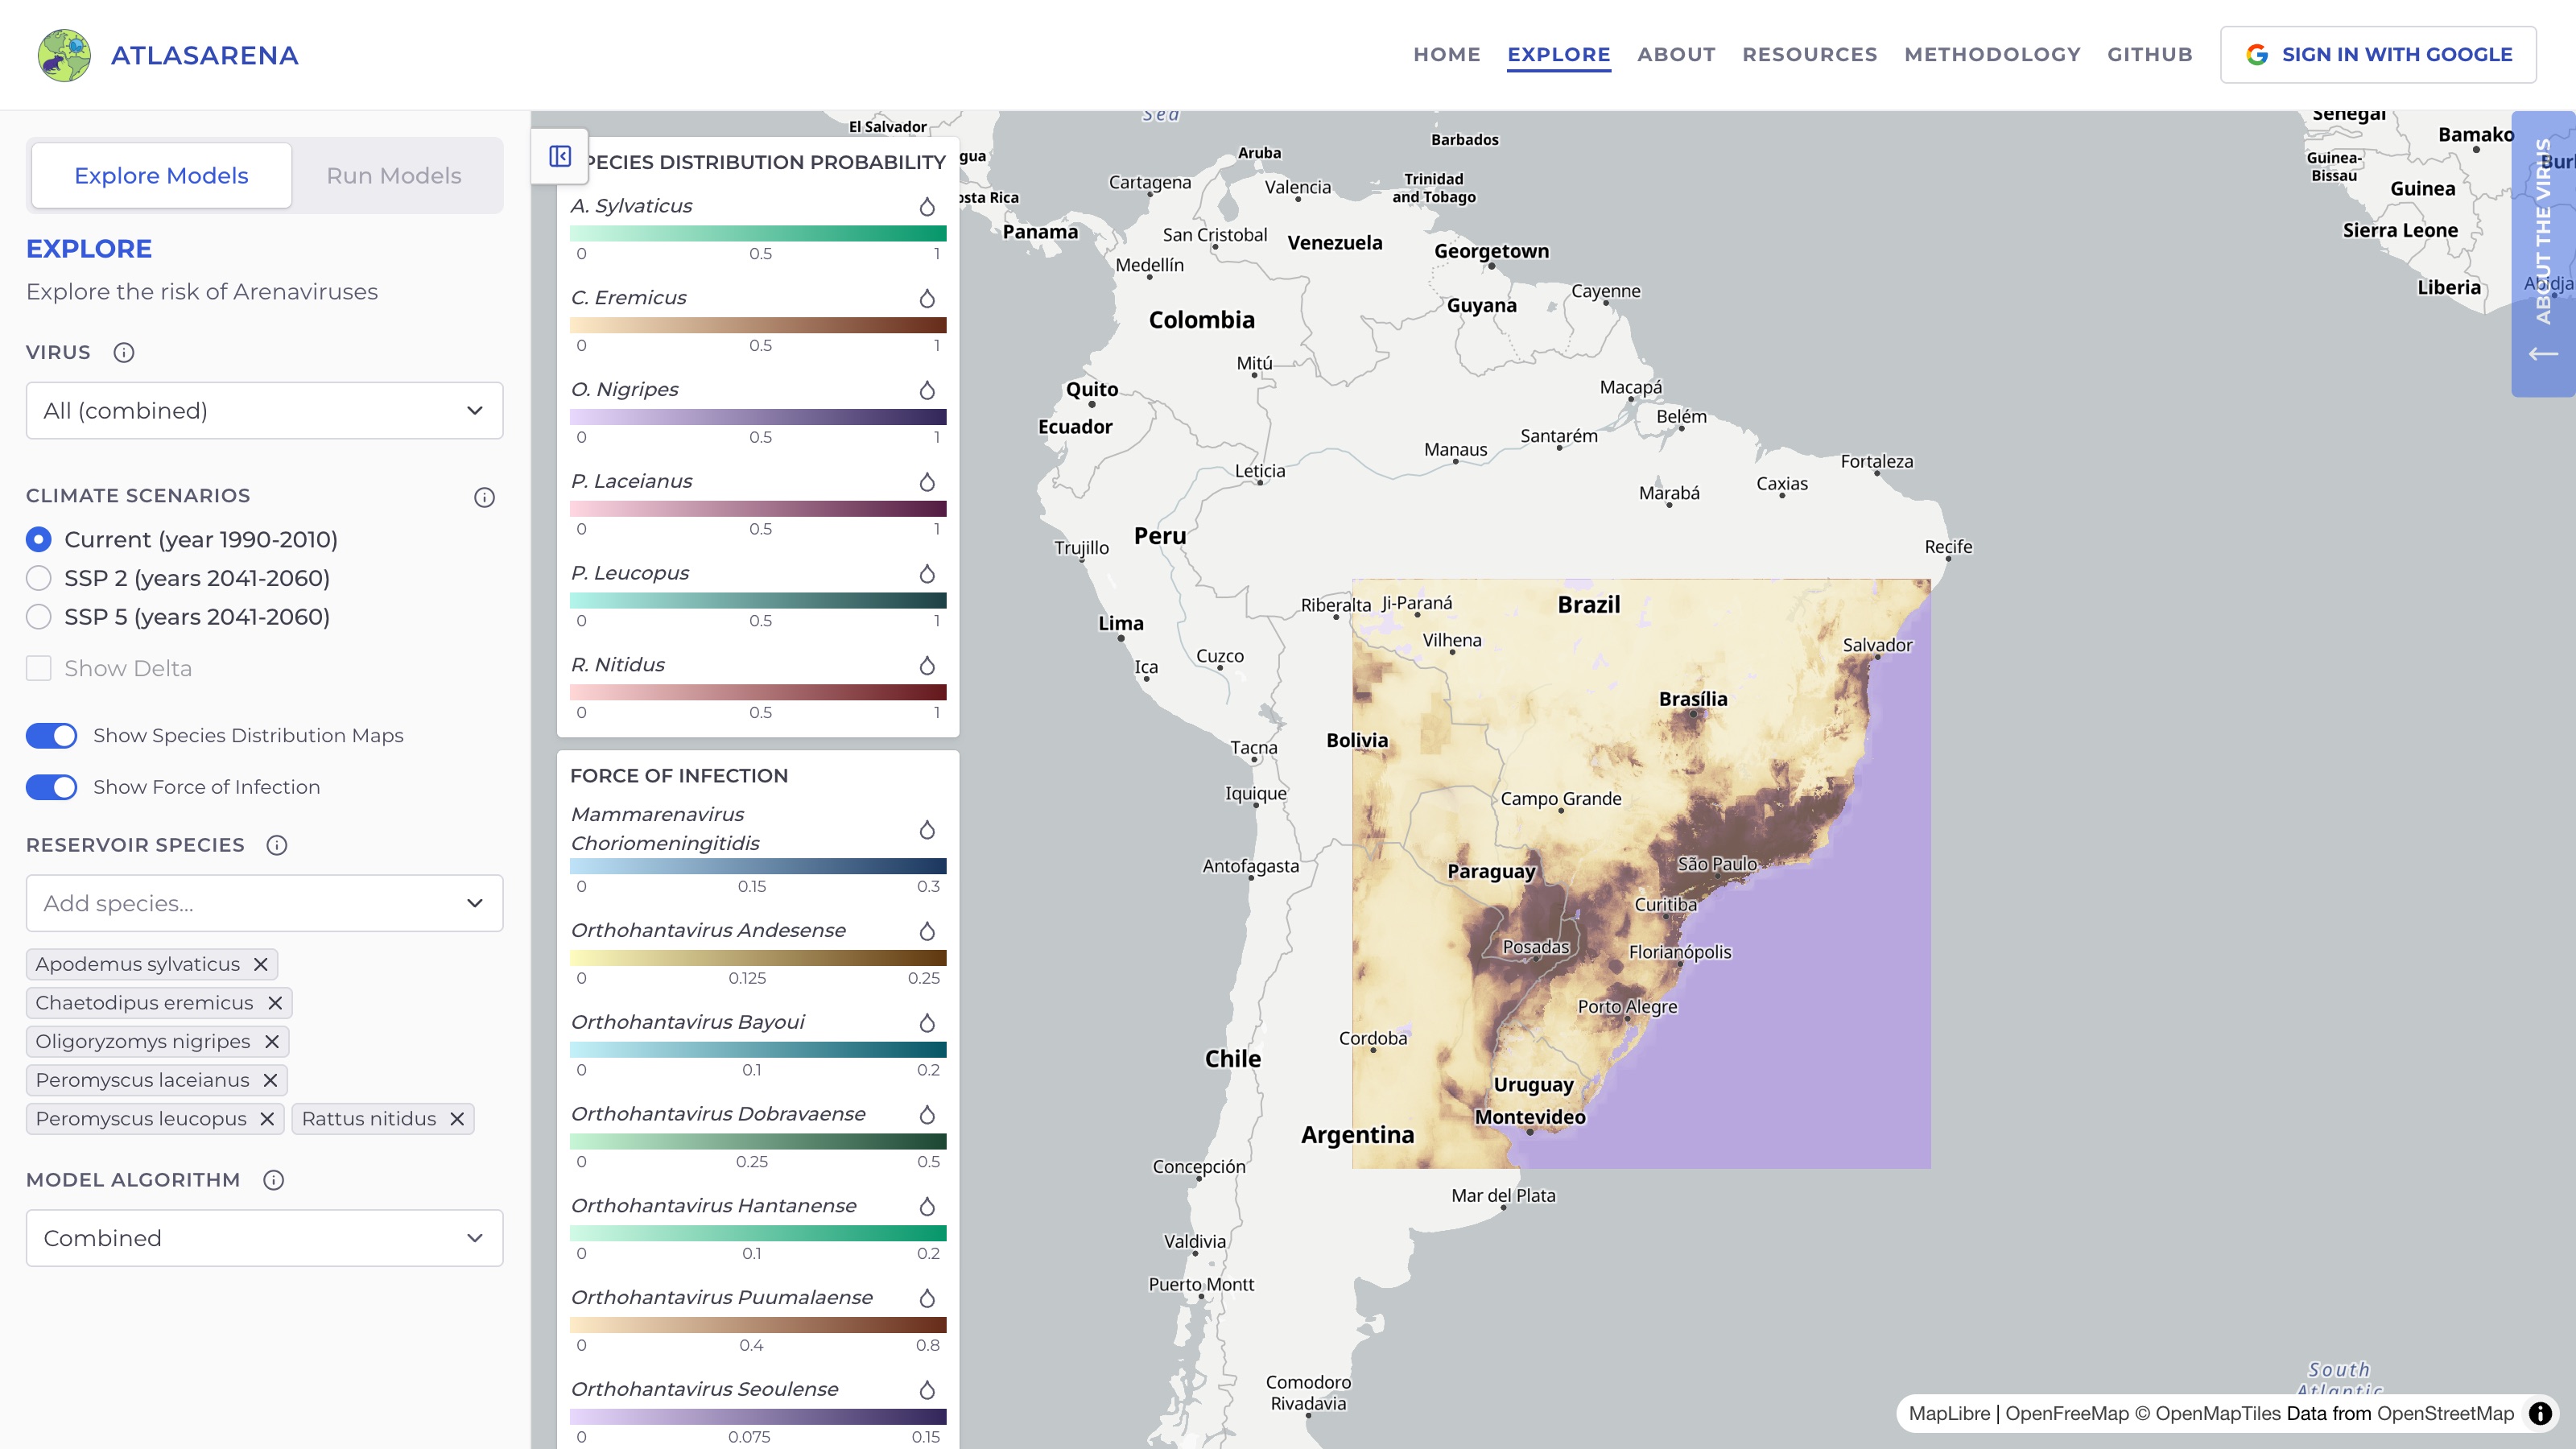 ATLASARENA
HOME EXPLORE ABOUT RESOURCES METHODOLOGY GITHUB SIGN IN WITH GOOGLE
Explore Models Run Models
EXPLORE
Explore the risk of Arenaviruses
VIRUS
All (combined)
CLIMATE SCENARIOS
Current (year 1990-2010)
SSP 2 (years 2041-2060)
SSP 5 (years 2041-2060)
Show Delta
Show Species Distribution Maps
Show Force of Infection
RESERVOIR SPECIES
Add species...
Apodemus sylvaticus
Chaetodipus eremicus
Oligoryzomys nigripes
Peromyscus laceianus
Peromyscus leucopus Rattus nitidus
MODEL ALGORITHM
Combined
PECIES DISTRIBUTION PROBABILITY
A. Sylvaticus
0 0.5 1
C. Eremicus
0 0.5 1
O. Nigripes
0 0.5 1
P. Laceianus
0 0.5 1
P. Leucopus
0 0.5 1
R. Nitidus
0 0.5 1
FORCE OF INFECTION
Mammarenavirus
Choriomeningitidis
0 0.15 0.3
Orthohantavirus Andesense
0 0.125 0.25
Orthohantavirus Bayoui
0 0.1 0.2
Orthohantavirus Dobravaense
0 0.25 0.5
Orthohantavirus Hantanense
0 0.1 0.2
Orthohantavirus Puumalaense
0 0.4 0.8
Orthohantavirus Seoulense
0 0.075 0.15
Sea
El Salvador
gua
osta Rica
Panama
Aruba
Barbados
Cartagena
Valencia
Trinidad
and Tobago
San Cristobal
Venezuela
Georgetown
Medellín
Colombia
Guyana
Cayenne
Mitú
Quito
Ecuador
Macapá
Belém
Manaus
Santarém
Leticia
Fortaleza
Marabá
Caxias
Trujillo
Peru
Recife
Riberalta
Ji-Paraná
Brazil
Lima
Vilhena
Salvador
Ica
Cuzco
Brasília
Tacna
Bolivia
Iquique
Campo Grande
Antofagasta
Paraguay
São Paulo
Curitiba
Posadas
Florianópolis
Porto Alegre
Cordoba
Chile
Uruguay
Montevideo
Argentina
Concepción
Mar del Plata
Valdivia
Puerto Montt
Comodoro
Rivadavia
Senegal
Bamako
Guinea-
Bissau
Guinea
Bur
Sierra Leone
Liberia
Abidja
ABOUT THE VIRUS
South
Atlantic
MapLibre | OpenFreeMap © OpenMapTiles Data from OpenStreetMap